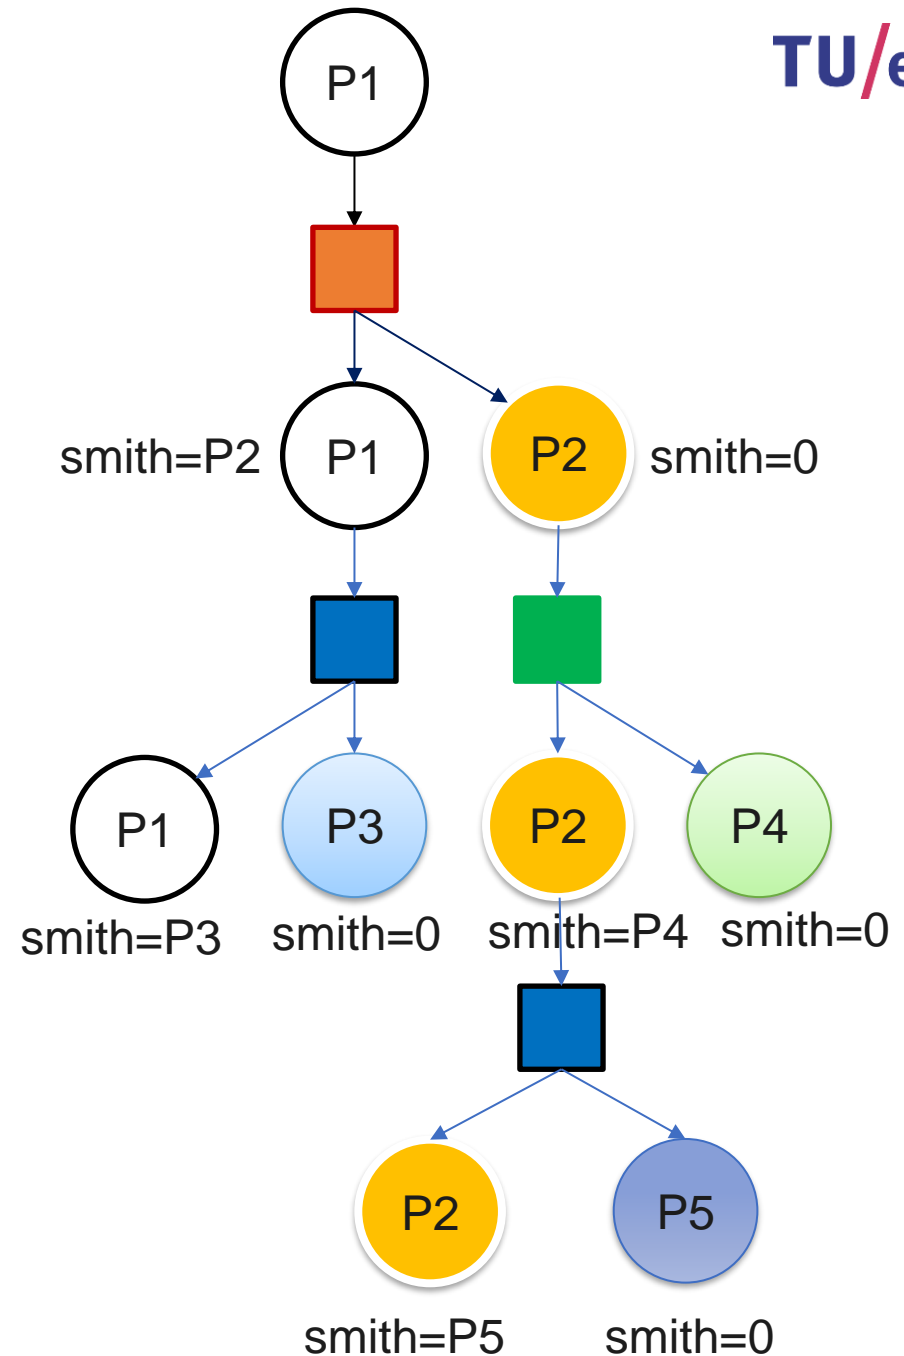 P1
TU/e
smith=P2 P1 P2 smith=0
P1 P3 P2 P4
smith=P3 smith=0 smith=P4 smith=0
P2 P5
smith=P5 smith=0